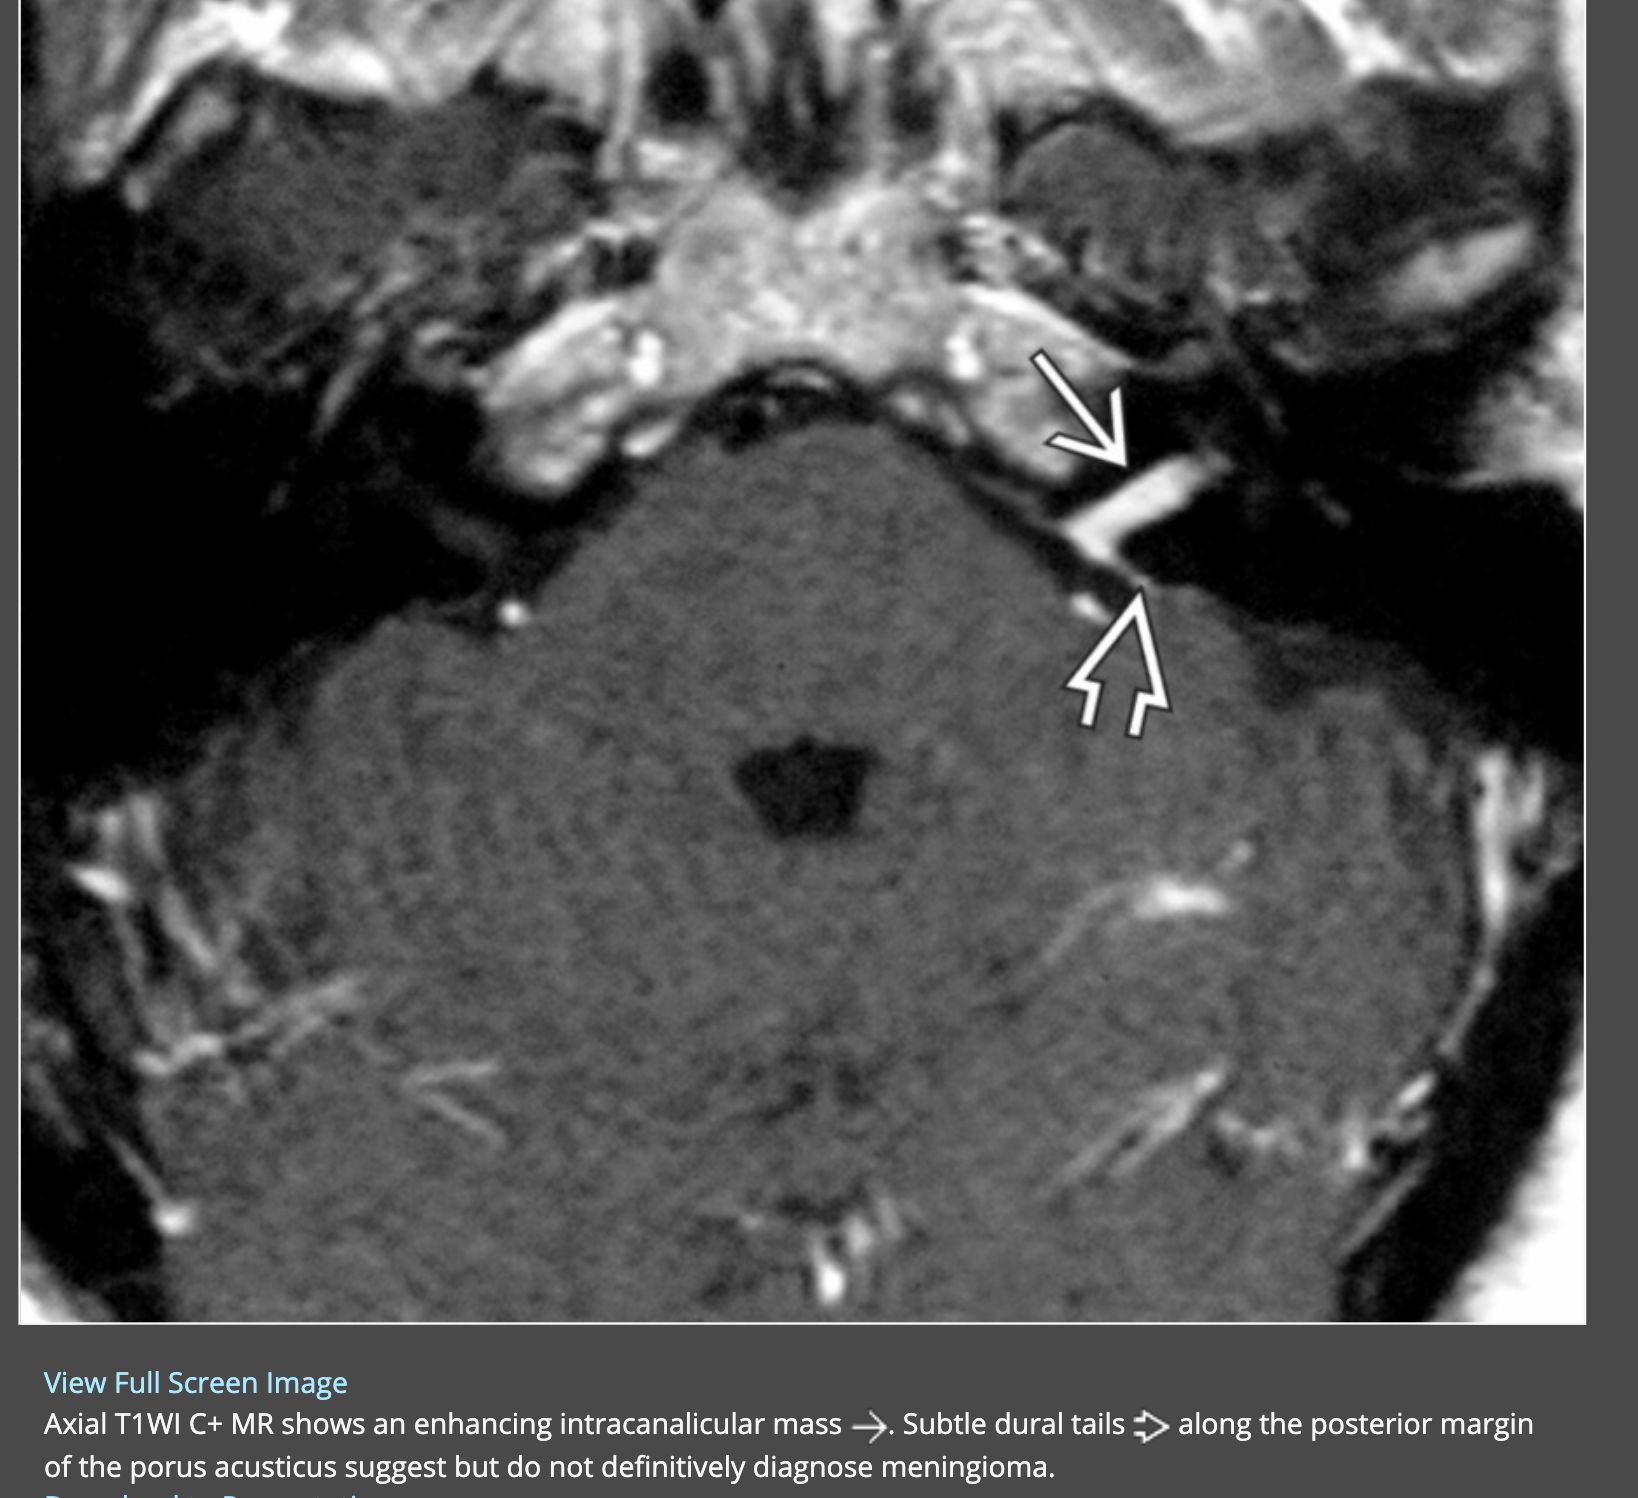 View Full Screen Image
Axial T1WI C+ MR shows an enhancing intracanalicular mass →. Subtle dural tails ⇨ along the posterior margin
of the porus acusticus suggest but do not definitively diagnose meningioma.